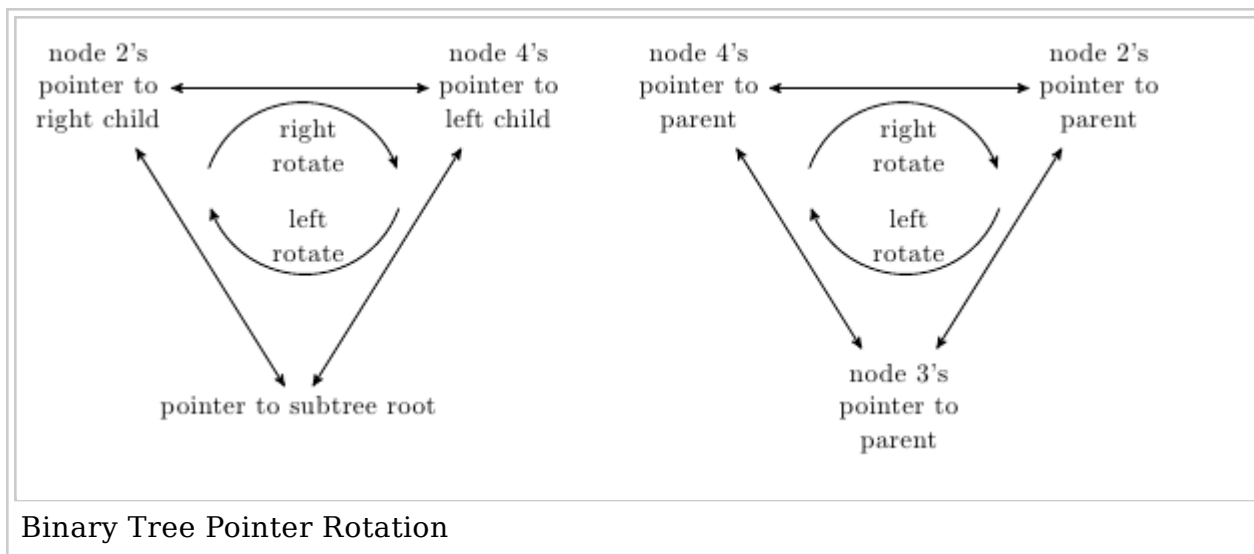 node 2's
pointer to
right child
node 4's
pointer to
left child
right
rotate
left
rotate
pointer to subtree root
node 4's
pointer to
parent
node 2's
pointer to
parent
right
rotate
left
rotate
node 3's
pointer to
parent
Binary Tree Pointer Rotation